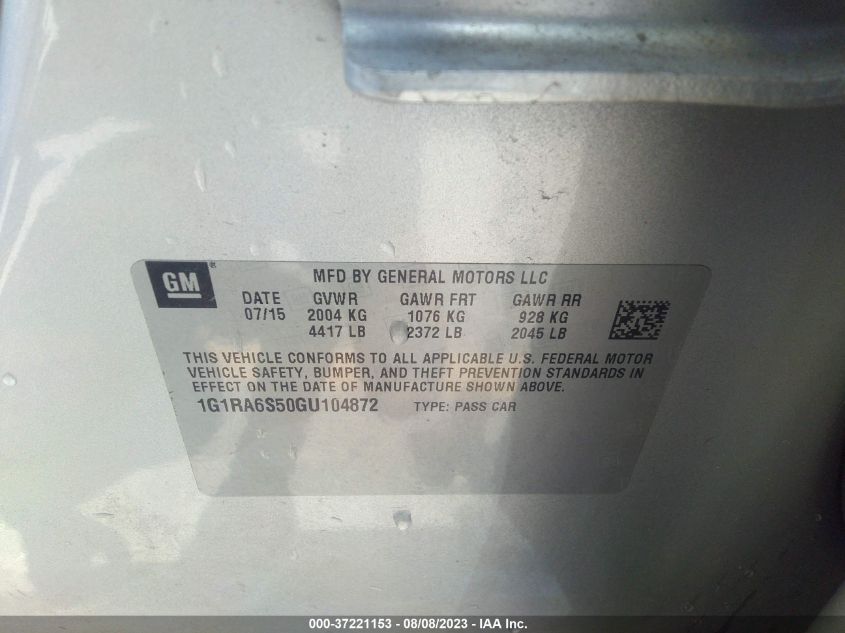 GM ®
MFD BY GENERAL MOTORS LLC
DATE GVWR GAWR FRT GAWR RR
07/15 2004 KG 1076 KG 928 KG
4417 LB 2372 LB 2045 LB
THIS VEHICLE CONFORMS TO ALL APPLICABLE U.S. FEDERAL MOTOR
VEHICLE SAFETY, BUMPER, AND THEFT PREVENTION STANDARDS IN
EFFECT ON THE DATE OF MANUFACTURE SHOWN ABOVE.
1G1RA6S50GU104872 TYPE: PASS CAR
000-37221153 - 08/08/2023 - IAA Inc.